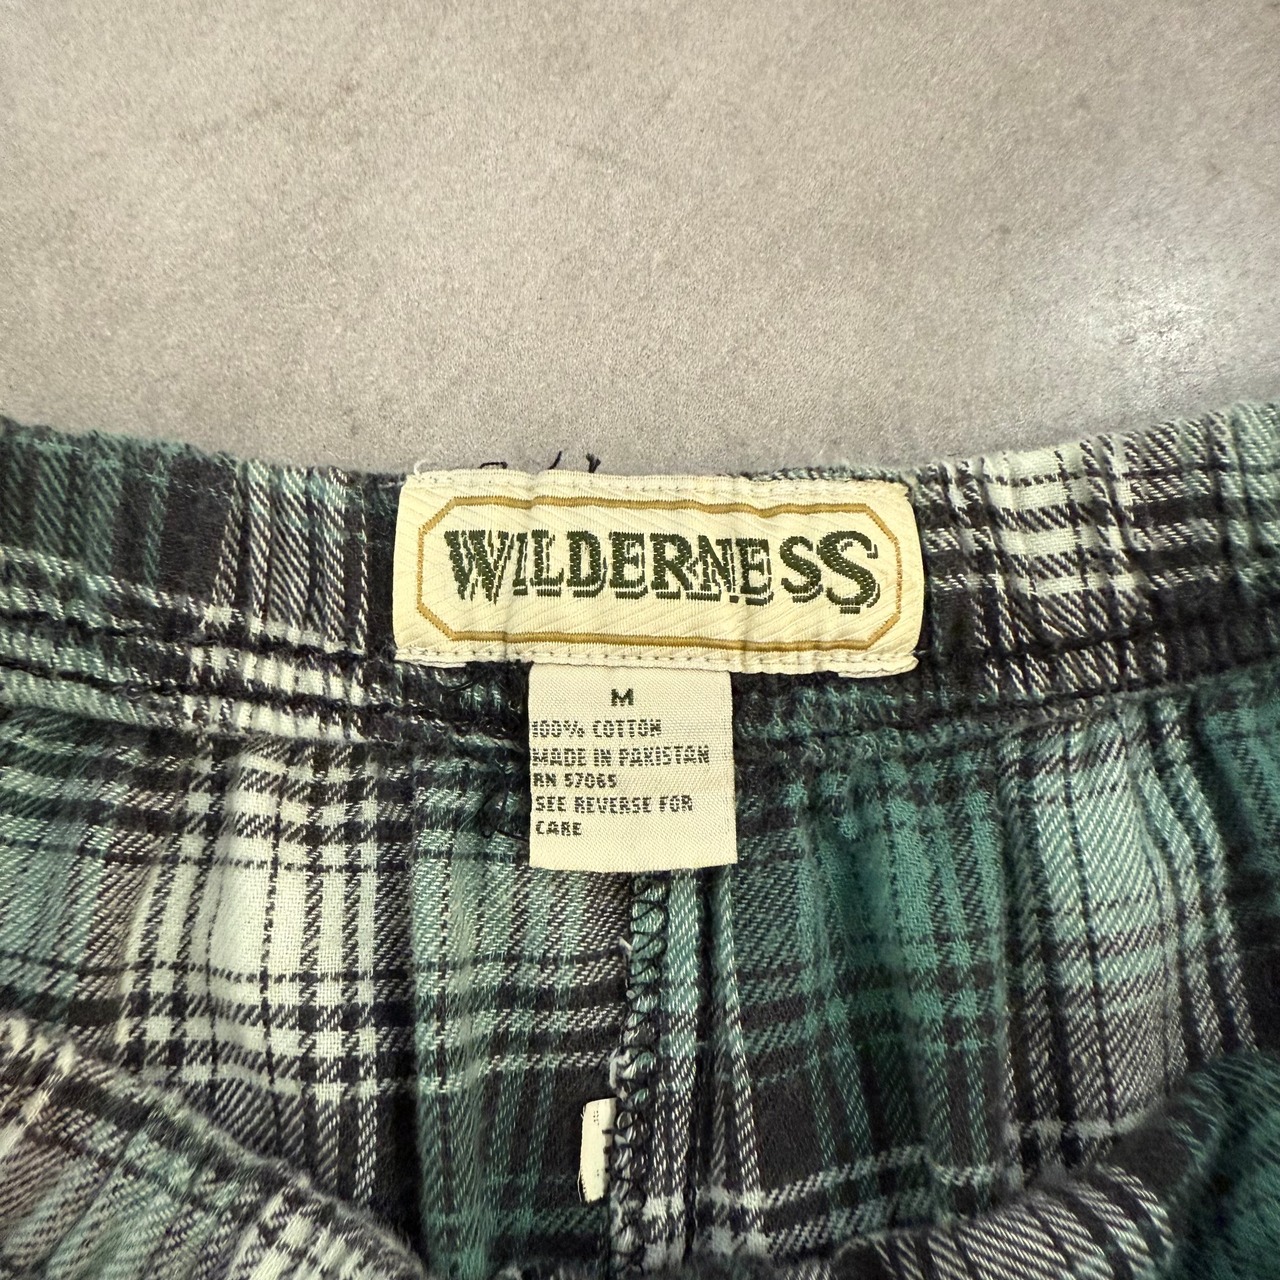 WILDERNESS
M
100% COTTON
MADE IN PAKISTAN
RN 57065
SEE REVERSE FOR
CARE